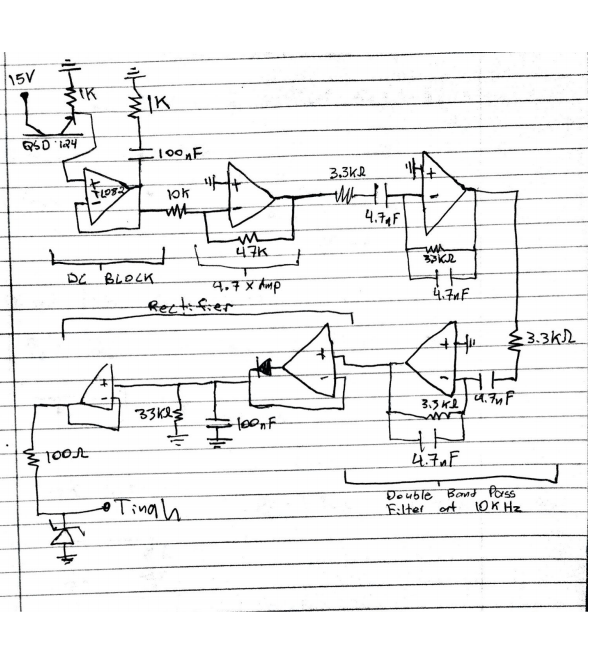 15V
1K
1K
QSD 124
100nF
TL082
+
-
10K
+
-
47K
3.3KΩ
4.7nF
+
-
33KΩ
4.7nF
DC BLOCK
4.7 x Amp
Rectifier
3.3KΩ
4.7nF
+
-
3.3KΩ
4.7nF
+
-
+
-
33KΩ
100nF
100Ω
Double Band Pass
Filter at 10KHz